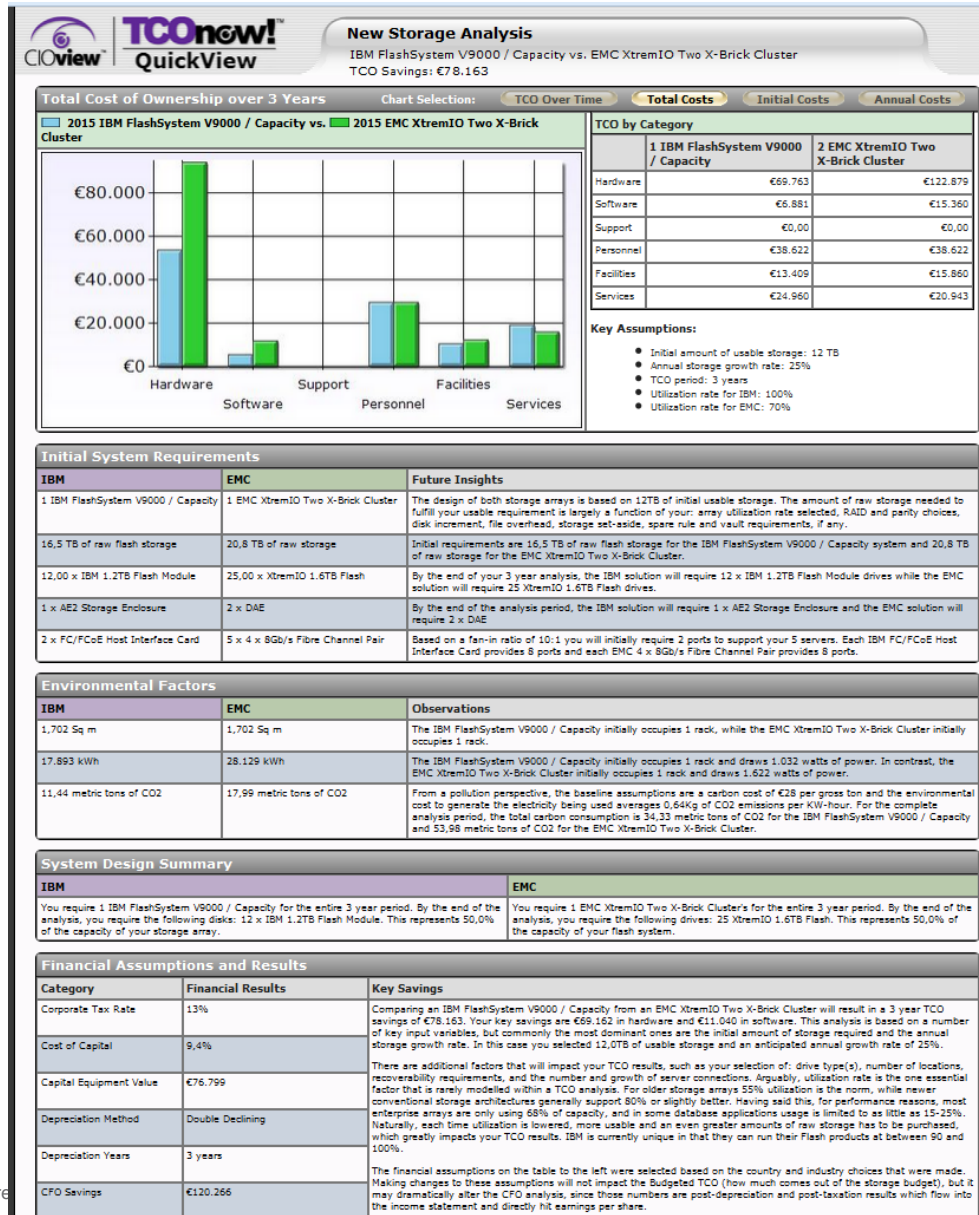 CIOview™
TCOnow!™
QuickView
New Storage Analysis
IBM FlashSystem V9000 / Capacity vs. EMC XtremIO Two X-Brick Cluster
TCO Savings: €78.163
Total Cost of Ownership over 3 Years Chart Selection: TCO Over Time Total Costs Initial Costs Annual Costs
2015 IBM FlashSystem V9000 / Capacity vs. 2015 EMC XtremIO Two X-Brick
Cluster
€80.000
€60.000
€40.000
€20.000
€0
Hardware Support Facilities
Software Personnel Services
TCO by Category
1 IBM FlashSystem V9000 2 EMC XtremIO Two
/ Capacity X-Brick Cluster
Hardware €69.763 €122.879
Software €6.881 €15.360
Support €0,00 €0,00
Personnel €38.622 €38.622
Facilities €13.409 €15.860
Services €24.960 €20.943
Key Assumptions:
Initial amount of usable storage: 12 TB
Annual storage growth rate: 25%
TCO period: 3 years
Utilization rate for IBM: 100%
Utilization rate for EMC: 70%
Initial System Requirements
IBM EMC Future Insights
1 IBM FlashSystem V9000 / Capacity 1 EMC XtremIO Two X-Brick Cluster The design of both storage arrays is based on 12TB of initial usable storage. The amount of raw storage needed to
fulfill your usable requirement is largely a function of your: array utilization rate selected, RAID and parity choices,
disk increment, file overhead, storage set-aside, spare rule and vault requirements, if any.
16,5 TB of raw flash storage 20,8 TB of raw storage Initial requirements are 16,5 TB of raw flash storage for the IBM FlashSystem V9000 / Capacity system and 20,8 TB
of raw storage for the EMC XtremIO Two X-Brick Cluster.
12,00 x IBM 1.2TB Flash Module 25,00 x XtremIO 1.6TB Flash By the end of your 3 year analysis, the IBM solution will require 12 x IBM 1.2TB Flash Module drives while the EMC
solution will require 25 XtremIO 1.6TB Flash drives.
1 x AE2 Storage Enclosure 2 x DAE By the end of the analysis period, the IBM solution will require 1 x AE2 Storage Enclosure and the EMC solution will
require 2 x DAE
2 x FC/FCoE Host Interface Card 5 x 4 x 8Gb/s Fibre Channel Pair Based on a fan-in ratio of 10:1 you will initially require 2 ports to support your 5 servers. Each IBM FC/FCoE Host
Interface Card provides 8 ports and each EMC 4 x 8Gb/s Fibre Channel Pair provides 8 ports.
Environmental Factors
IBM EMC Observations
1,702 Sq m 1,702 Sq m The IBM FlashSystem V9000 / Capacity initially occupies 1 rack, while the EMC XtremIO Two X-Brick Cluster initially
occupies 1 rack.
17.893 kWh 28.129 kWh The IBM FlashSystem V9000 / Capacity initially occupies 1 rack and draws 1.032 watts of power. In contrast, the
EMC XtremIO Two X-Brick Cluster initially occupies 1 rack and draws 1.622 watts of power.
11,44 metric tons of CO2 17,99 metric tons of CO2 From a pollution perspective, the baseline assumptions are a carbon cost of €28 per gross ton and the environmental
cost to generate the electricity being used averages 0,64Kg of CO2 emissions per KW-hour. For the complete
analysis period, the total carbon consumption is 34,33 metric tons of CO2 for the IBM FlashSystem V9000 / Capacity
and 53,98 metric tons of CO2 for the EMC XtremIO Two X-Brick Cluster.
System Design Summary
IBM EMC
You require 1 IBM FlashSystem V9000 / Capacity for the entire 3 year period. By the end of the You require 1 EMC XtremIO Two X-Brick Cluster's for the entire 3 year period. By the end of the
analysis, you require the following disks: 12 x IBM 1.2TB Flash Module. This represents 50,0% analysis, you require the following drives: 25 XtremIO 1.6TB Flash. This represents 50,0% of
of the capacity of your storage array. the capacity of your flash system.
Financial Assumptions and Results
Category Financial Results Key Savings
Corporate Tax Rate 13%
Cost of Capital 9,4%
Capital Equipment Value €76.799
Depreciation Method Double Declining
Depreciation Years 3 years
CFO Savings €120.266
Comparing an IBM FlashSystem V9000 / Capacity from an EMC XtremIO Two X-Brick Cluster will result in a 3 year TCO
savings of €78.163. Your key savings are €69.162 in hardware and €11.040 in software. This analysis is based on a number
of key input variables, but commonly the most dominant ones are the initial amount of storage required and the annual
storage growth rate. In this case you selected 12,0TB of usable storage and an anticipated annual growth rate of 25%.
There are additional factors that will impact your TCO results, such as your selection of: drive type(s), number of locations,
recoverability requirements, and the number and growth of server connections. Arguably, utilization rate is the one essential
factor that is rarely modelled within a TCO analysis. For older storage arrays 55% utilization is the norm, while newer
conventional storage architectures generally support 80% or slightly better. Having said this, for performance reasons, most
enterprise arrays are only using 68% of capacity, and in some database applications usage is limited to as little as 15-25%.
Naturally, each time utilization is lowered, more usable and an even greater amounts of raw storage has to be purchased,
which greatly impacts your TCO results. IBM is currently unique in that they can run their Flash products at between 90 and
100%.
The financial assumptions on the table to the left were selected based on the country and industry choices that were made.
Making changes to these assumptions will not impact the Budgeted TCO (how much comes out of the storage budget), but it
may dramatically alter the CFO analysis, since those numbers are post-depreciation and post-taxation results which flow into
the income statement and directly hit earnings per share.